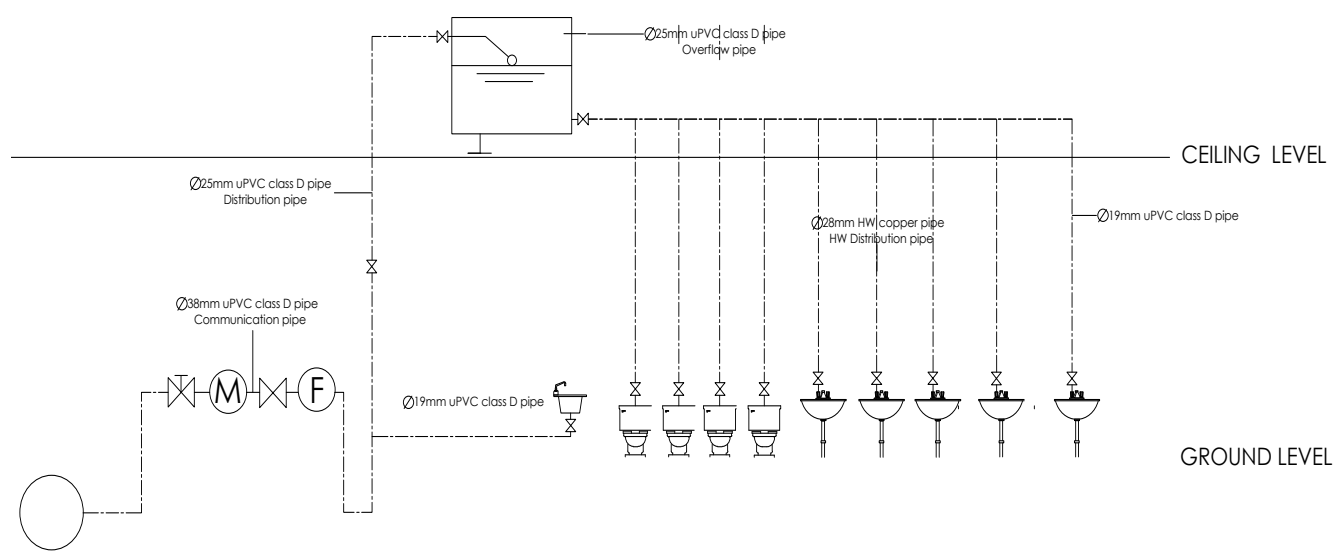 Ø25mm uPVC class D pipe
Overflow pipe
CEILING LEVEL
Ø25mm uPVC class D pipe
Distribution pipe
Ø28mm HW copper pipe
HW Distribution pipe
Ø19mm uPVC class D pipe
Ø38mm uPVC class D pipe
Communication pipe
M
F
Ø19mm uPVC class D pipe
GROUND LEVEL